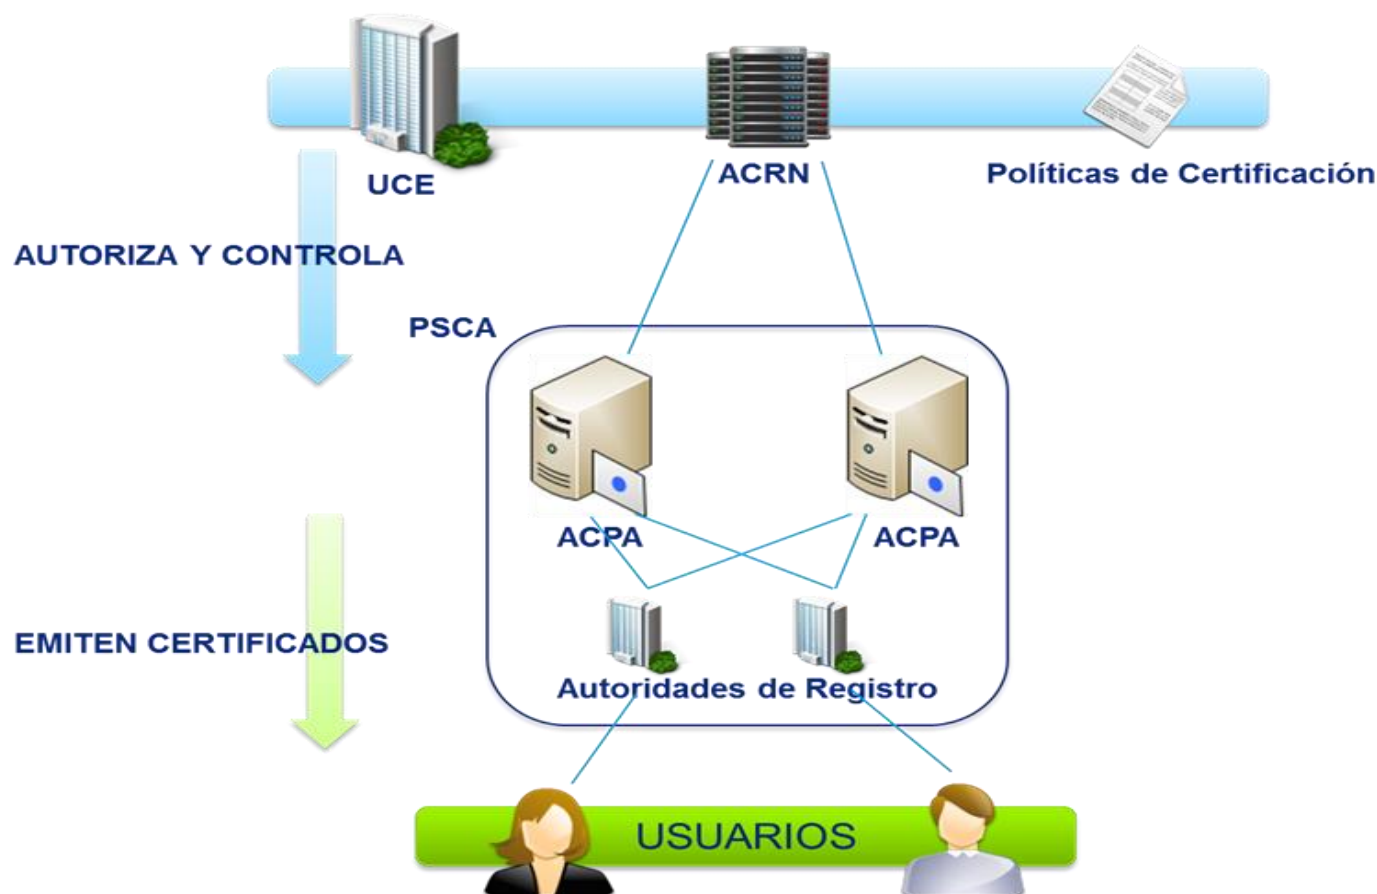 UCE
ACRN
Políticas de Certificación
AUTORIZA Y CONTROLA
PSCA
ACPA
ACPA
EMITEN CERTIFICADOS
Autoridades de Registro
USUARIOS